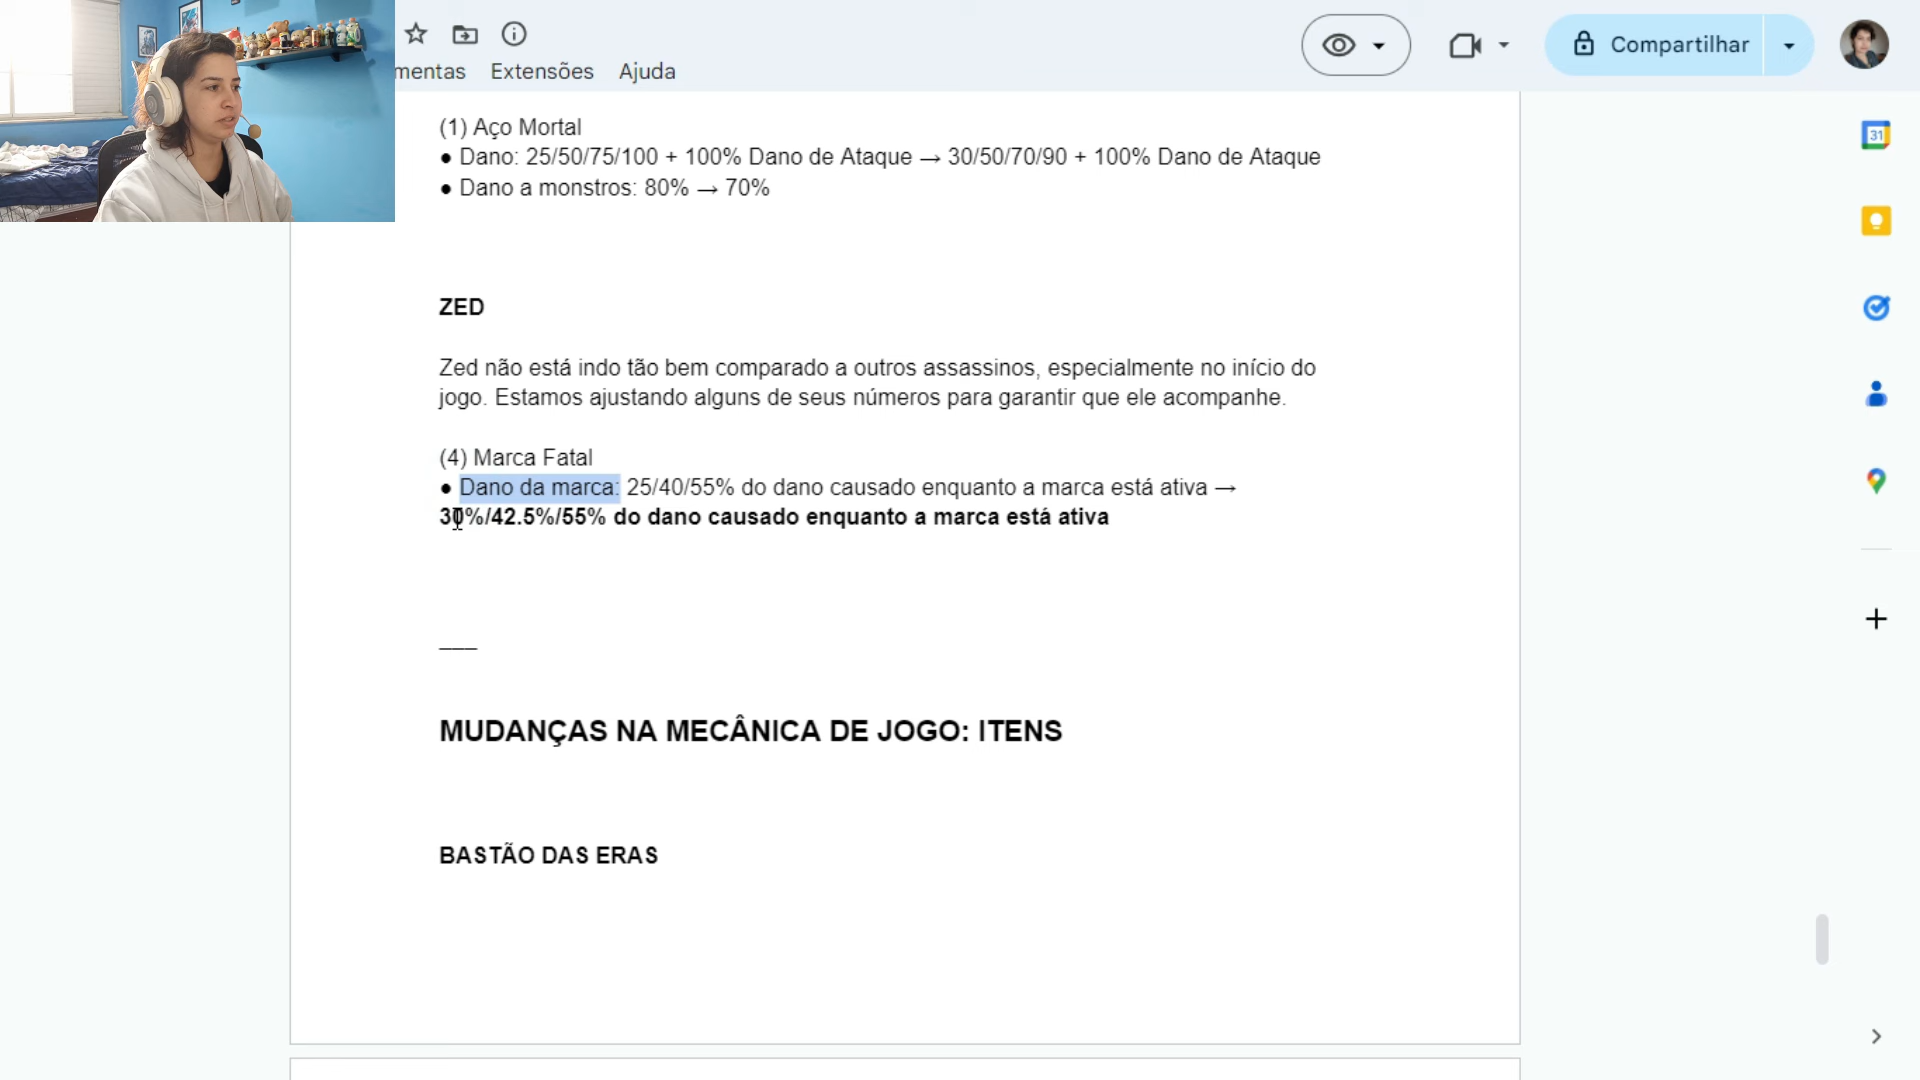 mentas Extensões Ajuda
Compartilhar
31
(1) Aço Mortal
● Dano: 25/50/75/100 + 100% Dano de Ataque → 30/50/70/90 + 100% Dano de Ataque
● Dano a monstros: 80% → 70%
ZED
Zed não está indo tão bem comparado a outros assassinos, especialmente no início do
jogo. Estamos ajustando alguns de seus números para garantir que ele acompanhe.
(4) Marca Fatal
● Dano da marca: 25/40/55% do dano causado enquanto a marca está ativa →
30%/42.5%/55% do dano causado enquanto a marca está ativa
___
MUDANÇAS NA MECÂNICA DE JOGO: ITENS
BASTÃO DAS ERAS